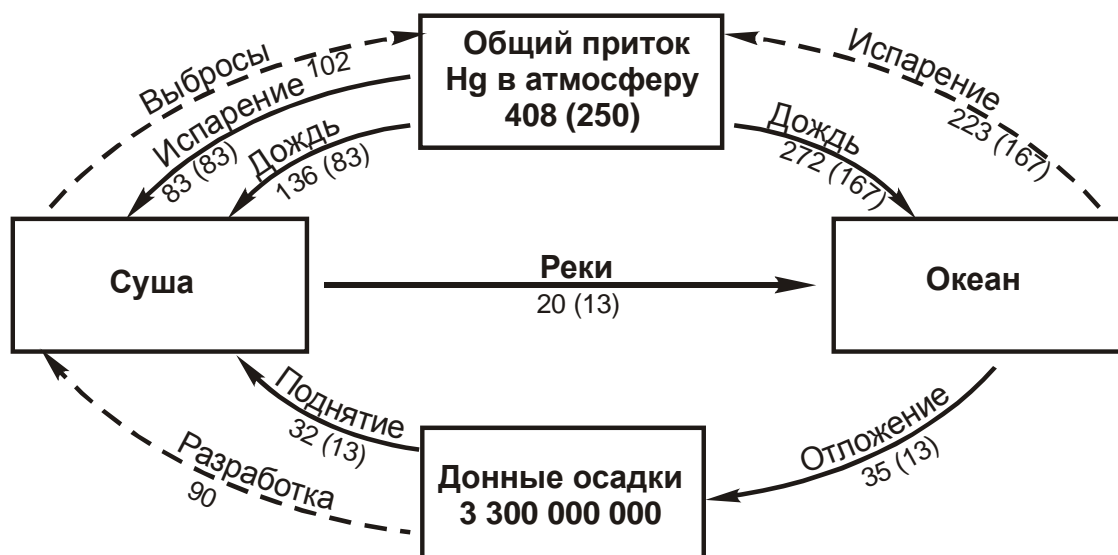 Общий приток
Hg в атмосферу
408 (250)
Выбросы
102
Испарение
83 (83)
Дождь
136 (83)
Испарение
223 (167)
Дождь
272 (167)
Суша
Реки
20 (13)
Океан
Поднятие
32 (13)
Разработка
90
Отложение
35 (13)
Донные осадки
3 300 000 000